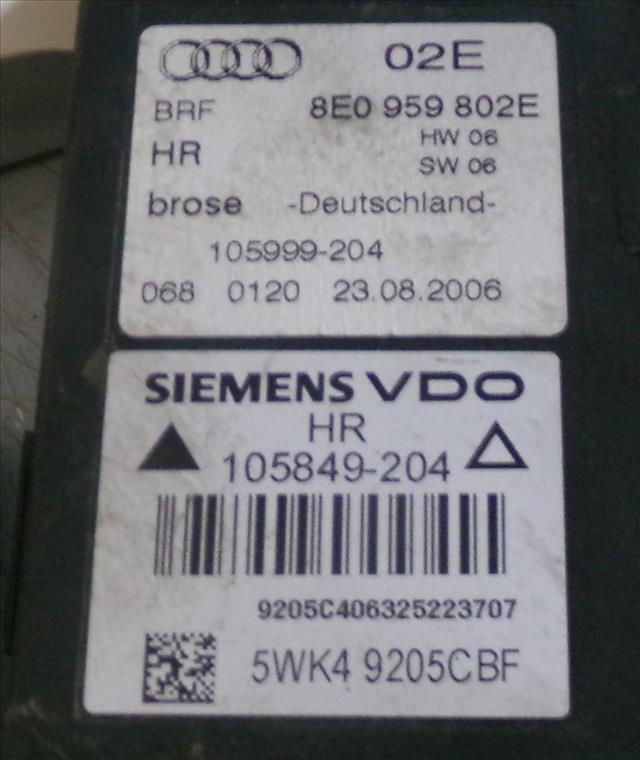 02E
BRF 8E0 959 802E
HW 06
HR
SW 06
brose -Deutschland-
105999-204
068 0120 23.08.2006
SIEMENS VDO
HR
105849-204
9205C406325223707
5WK4 9205CBF